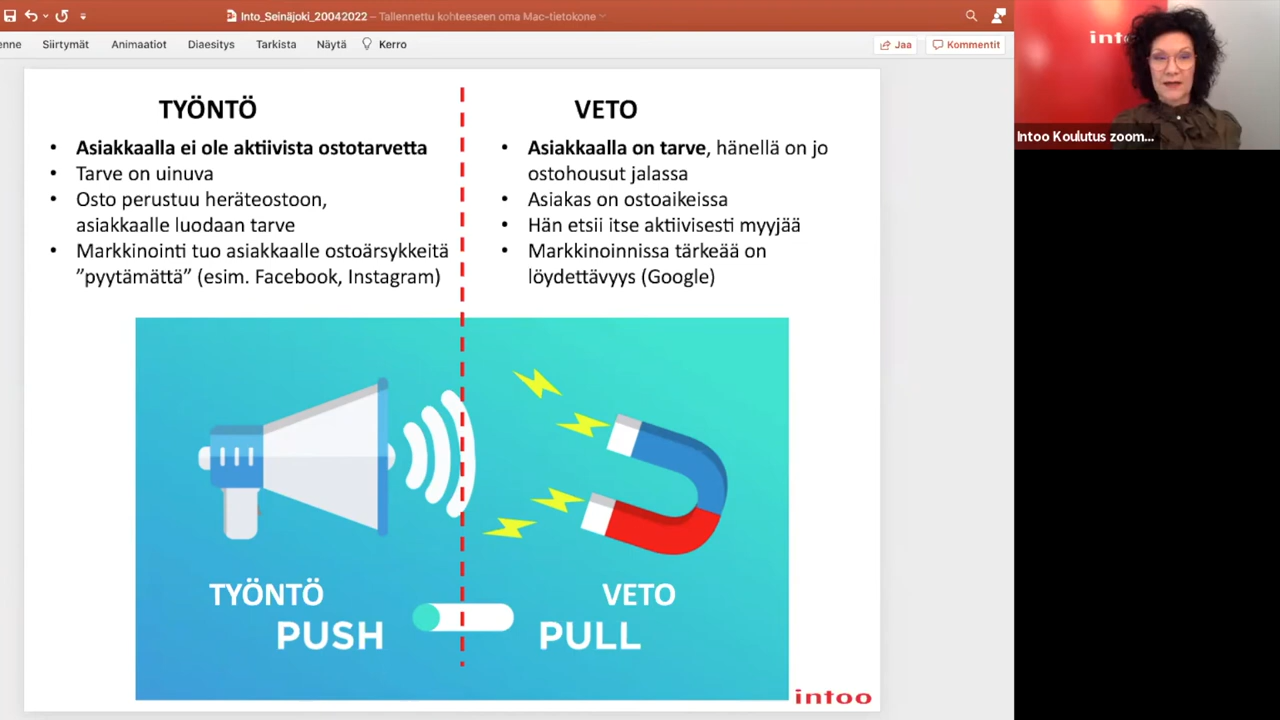 Into_Seinäjoki_20042022 – Tallennettu kohteeseen oma Mac-tietokone
enne Siirtymät Animaatiot Diaesitys Tarkista Näytä Kerro Jaa Kommentit
into
Intoo Koulutus zoom...
TYÖNTÖ
• Asiakkaalla ei ole aktiivista ostotarvetta
• Tarve on uinuva
• Osto perustuu heräteostoon,
asiakkaalle luodaan tarve
• Markkinointi tuo asiakkaalle ostoärsykkeitä
”pyytämättä” (esim. Facebook, Instagram)
VETO
• Asiakkaalla on tarve, hänellä on jo
ostohousut jalassa
• Asiakas on ostoaikeissa
• Hän etsii itse aktiivisesti myyjää
• Markkinoinnissa tärkeää on
löydettävyys (Google)
TYÖNTÖ
PUSH
VETO
PULL
intoo